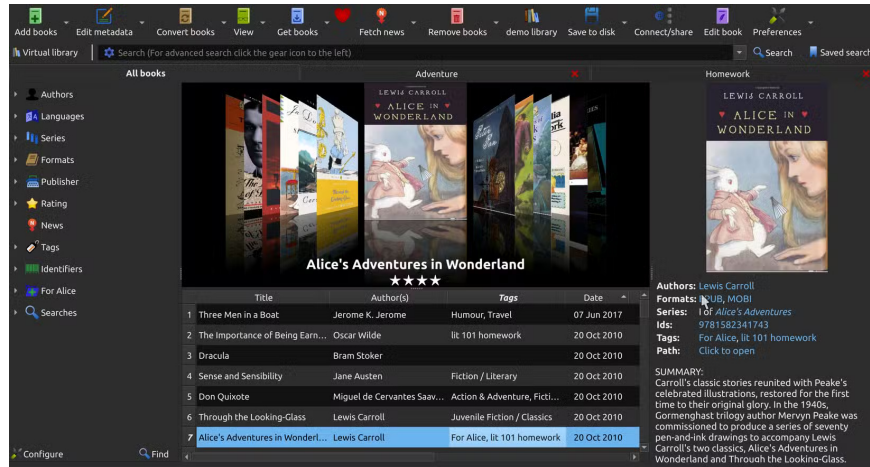 Add books
Edit metadata
Convert books
View
Get books
Fetch news
Remove books
demo library
Save to disk
Connect/share
Edit book
Preferences
Virtual library
Search (For advanced search click the gear icon to the left)
Search
Saved search
All books
Adventure
Homework
Authors
Languages
Series
Formats
Publisher
Rating
News
Tags
Identifiers
For Alice
Searches
Configure
Find
LEWIS CARROLL
ALICE IN
WONDERLAND
Alice's Adventures in Wonderland
★★★★
Title Author(s) Tags Date
1 Three Men in a Boat Jerome K. Jerome Humour, Travel 07 Jun 2017
2 The Importance of Being Earn... Oscar Wilde lit 101 homework 20 Oct 2010
3 Dracula Bram Stoker 20 Oct 2010
4 Sense and Sensibility Jane Austen Fiction / Literary 20 Oct 2010
5 Don Quixote Miguel de Cervantes Saav... Action & Adventure, Ficti... 20 Oct 2010
6 Through the Looking-Glass Lewis Carroll Juvenile Fiction / Classics 20 Oct 2010
7 Alice's Adventures in Wonderl... Lewis Carroll For Alice, lit 101 homework 20 Oct 2010
LEWIS CARROLL
ALICE IN
WONDERLAND
Authors: Lewis Carroll
Formats: EPUB, MOBI
Series: I of Alice's Adventures
Ids: 9781582341743
Tags: For Alice, lit 101 homework
Path: Click to open
SUMMARY:
Carroll's classic stories reunited with Peake's
celebrated illustrations, restored for the first
time to their original glory. In the 1940s,
Gormenghast trilogy author Mervyn Peake was
commissioned to produce a series of seventy
pen-and-ink drawings to accompany Lewis
Carroll's two classics, Alice's Adventures in
Wonderland and Through the Looking-Glass.